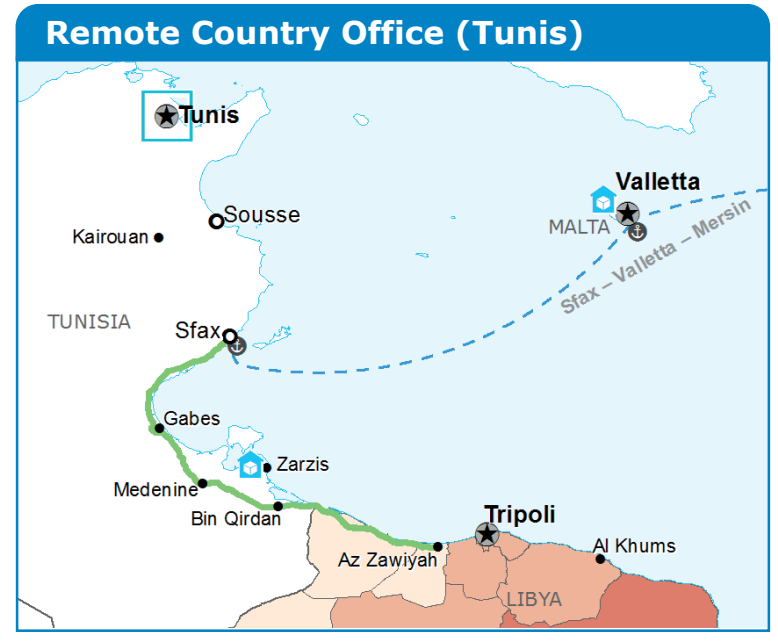 Remote Country Office (Tunis)
Tunis
Valletta
Sousse
MALTA
Kairouan
Sfax – Valletta – Mersin
TUNISIA
Sfax
Gabes
Zarzis
Medenine
Bin Qirdan
Tripoli
Az Zawiyah
Al Khums
LIBYA